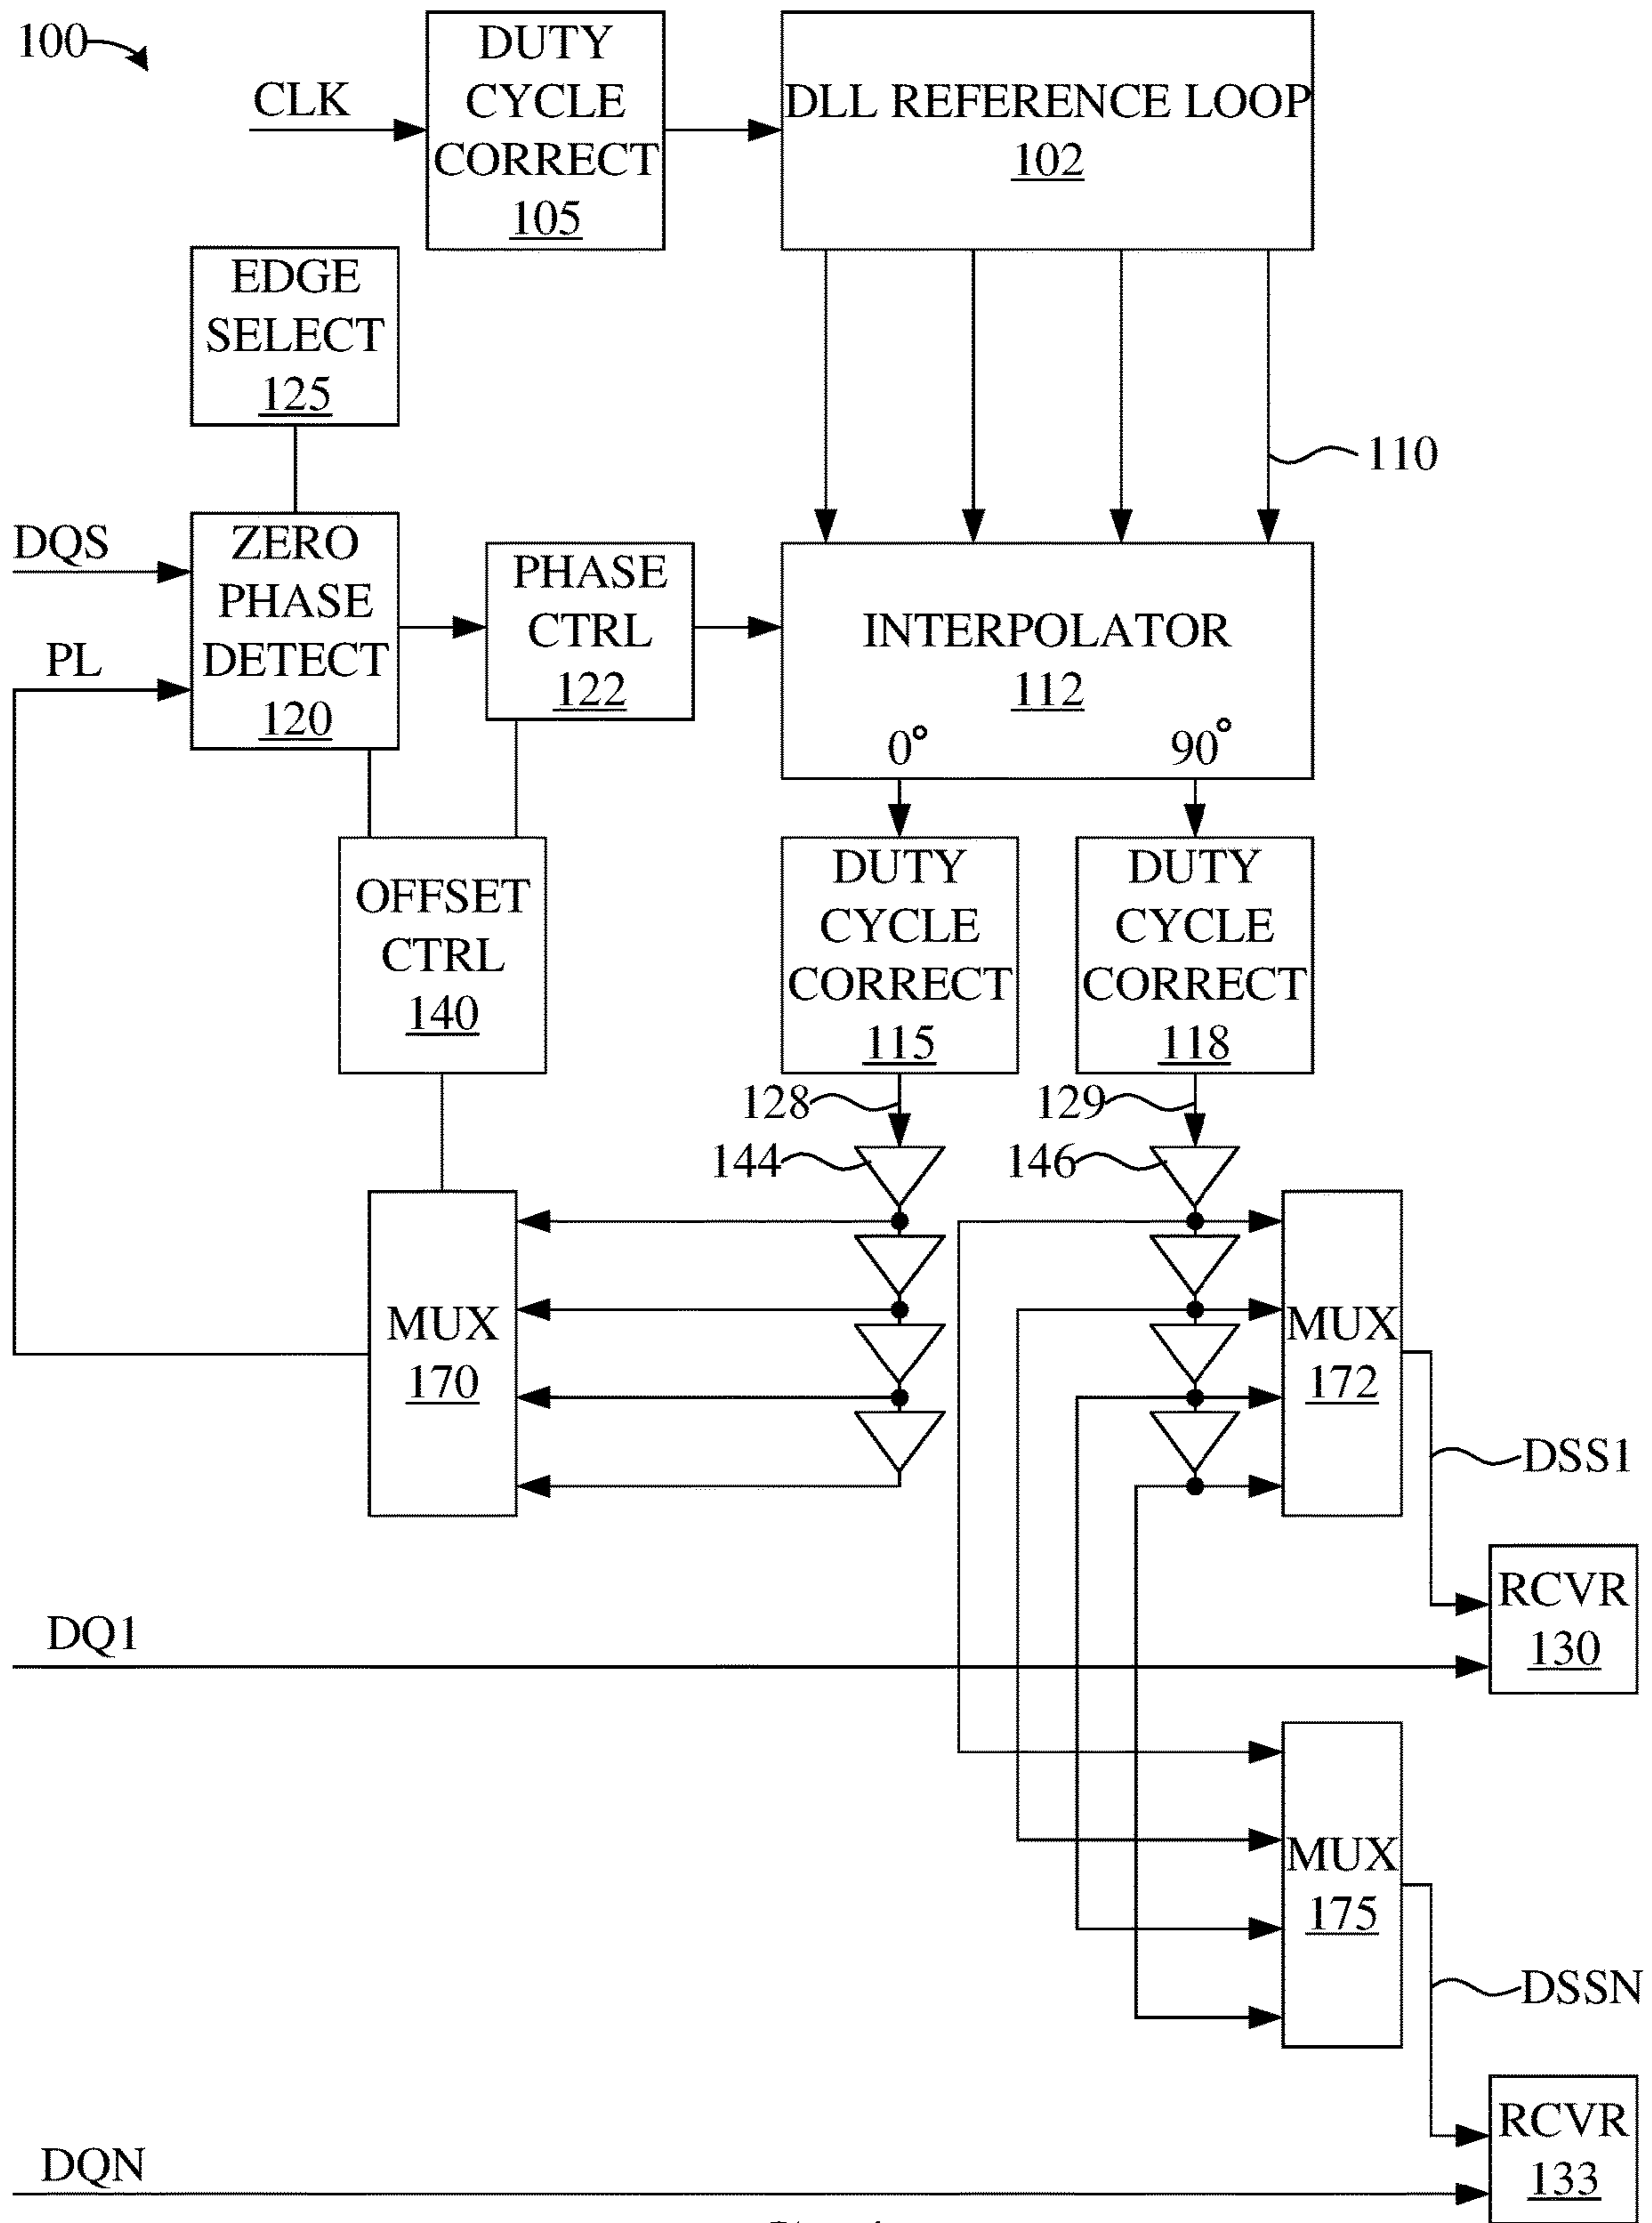 100
CLK
DUTY
CYCLE
CORRECT
105
DLL REFERENCE LOOP
102
EDGE
SELECT
125
110
DQS
PL
ZERO
PHASE
DETECT
120
PHASE
CTRL
122
INTERPOLATOR
112
0°
90°
OFFSET
CTRL
140
DUTY
CYCLE
CORRECT
115
DUTY
CYCLE
CORRECT
118
128
129
144
146
MUX
170
MUX
172
DSS1
RCVR
130
DQ1
MUX
175
DSSN
RCVR
133
DQN